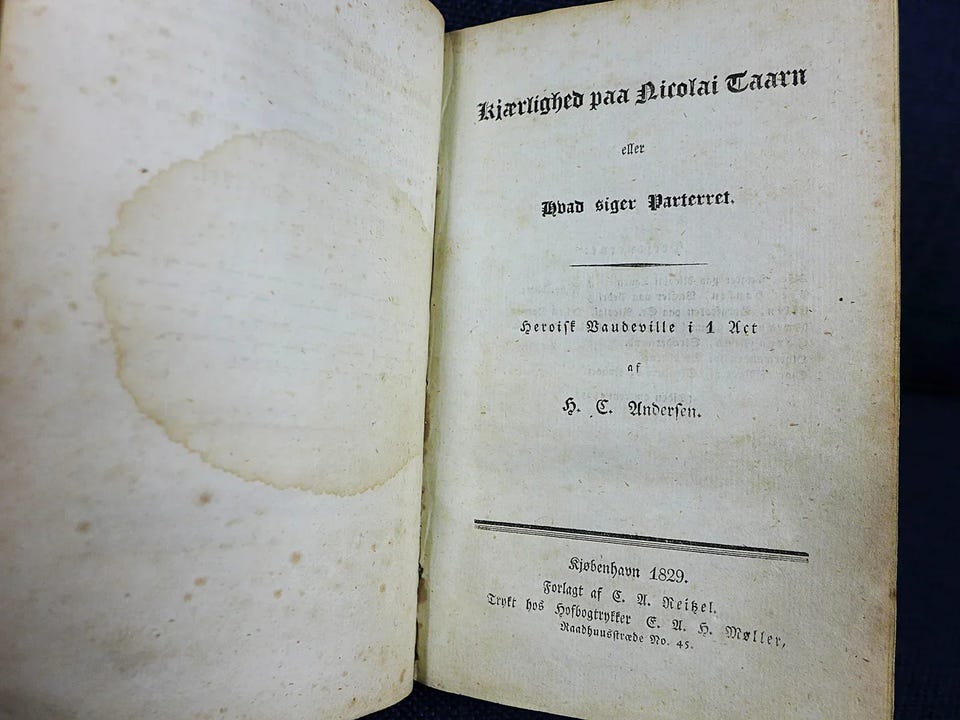 Kjærlighed paa Nicolai Taarn
eller
Hvad siger Parterret.
Heroisk Vaudeville i 1 Act
af
H. C. Andersen.
Kjøbenhavn 1829.
Forlagt af C. A. Reitzel.
Trykt hos Hofbogtrykker E. A. H. Møller,
Raadhuusstræde No. 45.